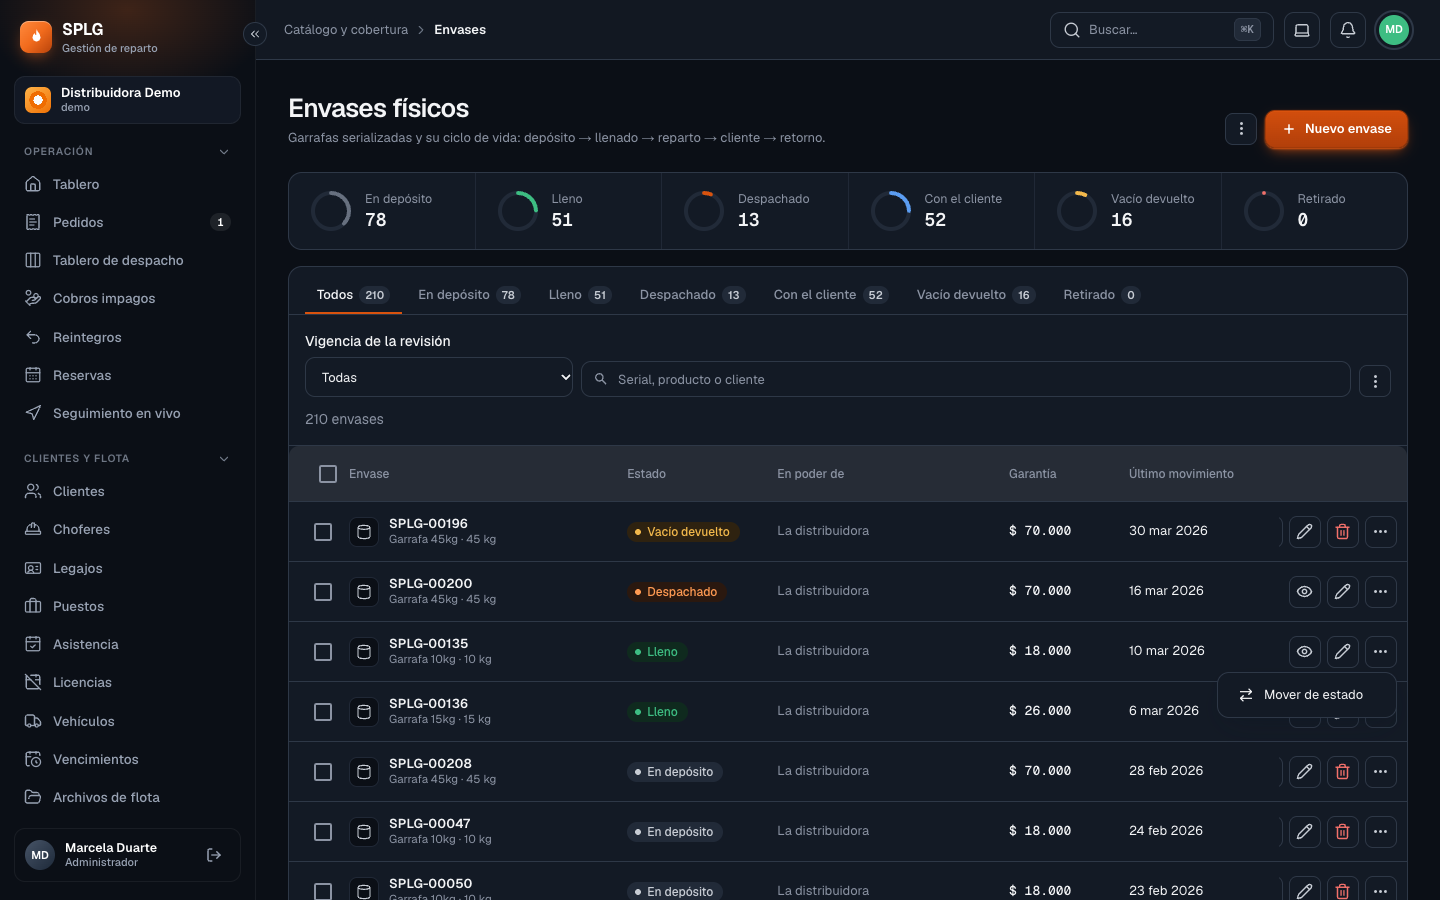 SPLG
Gestión de reparto
Distribuidora Demo
demo
OPERACIÓN
Tablero
Pedidos 1
Tablero de despacho
Cobros impagos
Reintegros
Reservas
Seguimiento en vivo
CLIENTES Y FLOTA
Clientes
Choferes
Legajos
Puestos
Asistencia
Licencias
Vehículos
Vencimientos
Archivos de flota
MD Marcela Duarte
Administrador
Catálogo y cobertura > Envases
Buscar... ⌘K MD
Envases físicos
Garrafas serializadas y su ciclo de vida: depósito → llenado → reparto → cliente → retorno.
+ Nuevo envase
En depósito 78
Lleno 51
Despachado 13
Con el cliente 52
Vacío devuelto 16
Retirado 0
Todos 210 En depósito 78 Lleno 51 Despachado 13 Con el cliente 52 Vacío devuelto 16 Retirado 0
Vigencia de la revisión
Todas Serial, producto o cliente
210 envases
Envase Estado En poder de Garantía Último movimiento
SPLG-00196 Vacío devuelto La distribuidora $ 70.000 30 mar 2026
Garrafa 45kg · 45 kg
SPLG-00200 Despachado La distribuidora $ 70.000 16 mar 2026
Garrafa 45kg · 45 kg
SPLG-00135 Lleno La distribuidora $ 18.000 10 mar 2026
Garrafa 10kg · 10 kg
Mover de estado
SPLG-00136 Lleno La distribuidora $ 26.000 6 mar 2026
Garrafa 15kg · 15 kg
SPLG-00208 En depósito La distribuidora $ 70.000 28 feb 2026
Garrafa 45kg · 45 kg
SPLG-00047 En depósito La distribuidora $ 18.000 24 feb 2026
Garrafa 10kg · 10 kg
SPLG-00050 En depósito La distribuidora $ 18.000 23 feb 2026
Garrafa 10kg · 10 kg